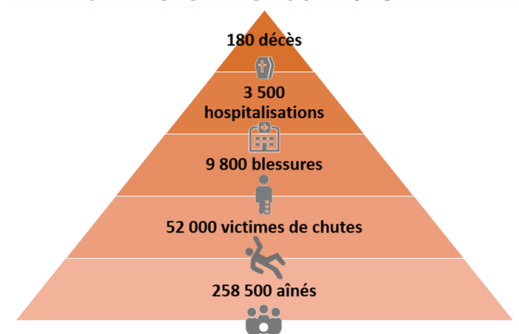 180 décès
3 500
hospitalisations
9 800 blessures
52 000 victimes de chutes
258 500 aînés